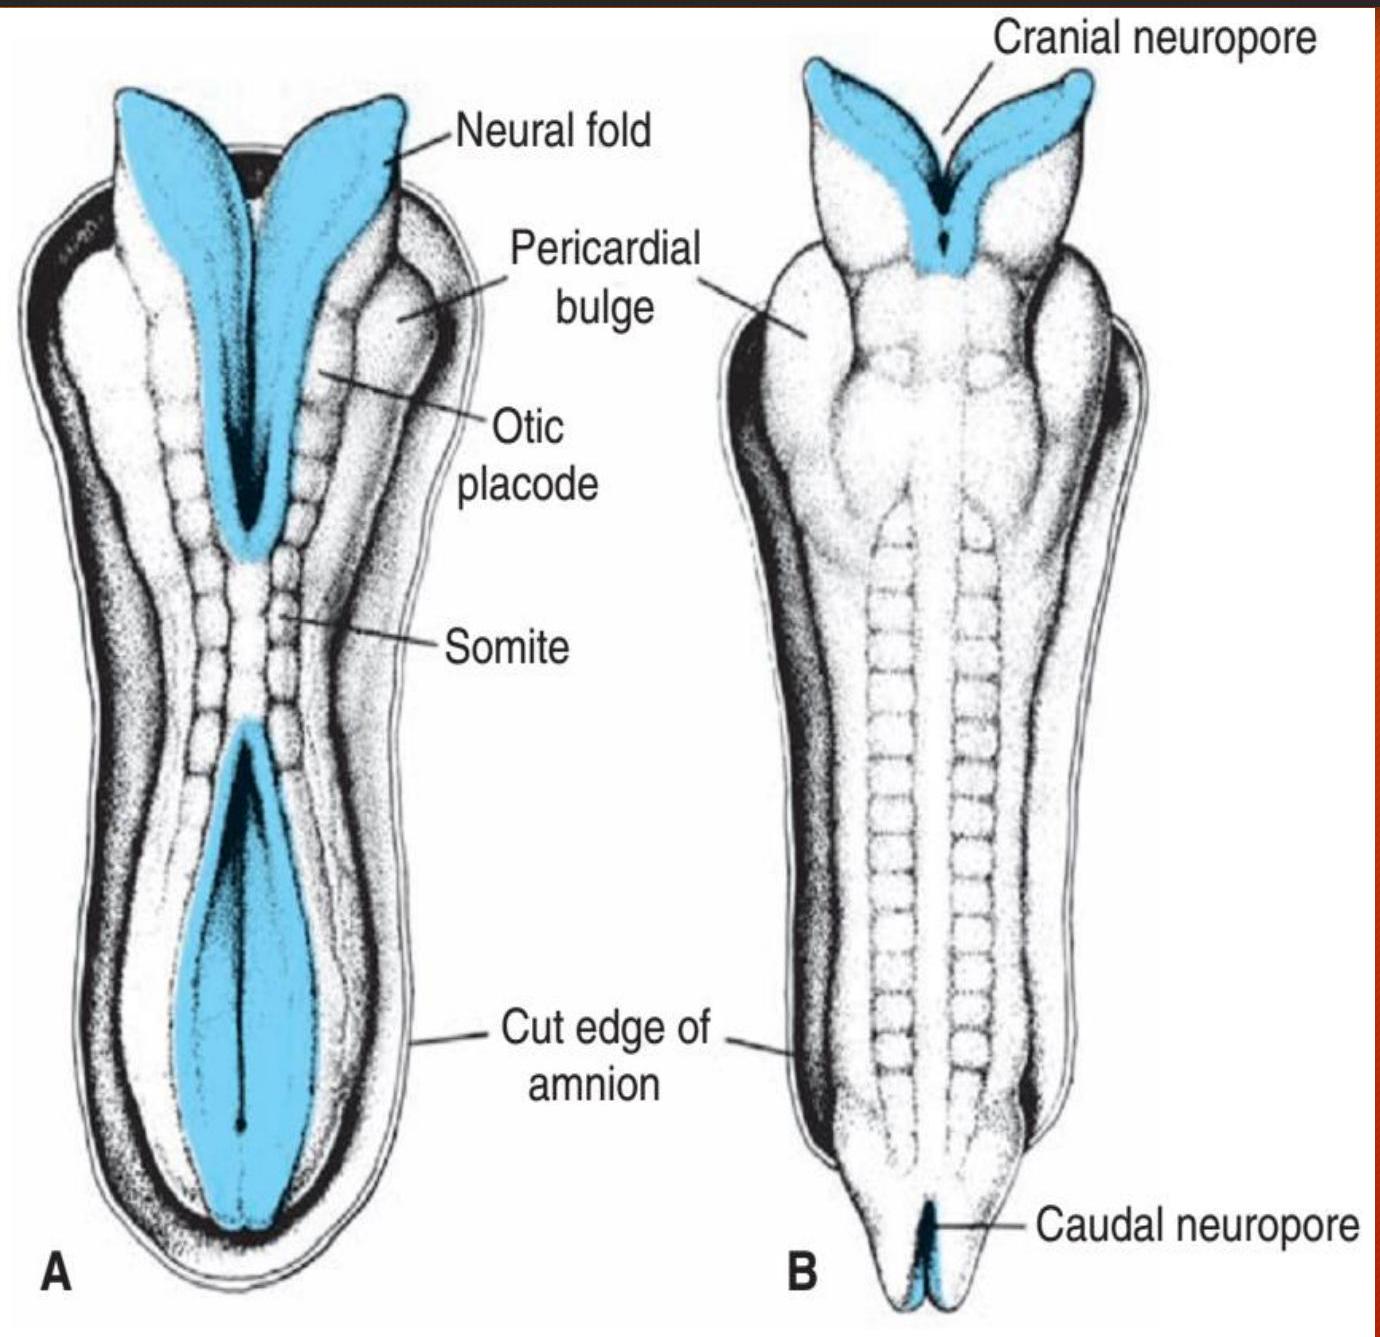 Cranial neuropore
Neural fold
Pericardial
bulge
Otic
placode
Somite
Cut edge of
amnion
Caudal neuropore
A
B